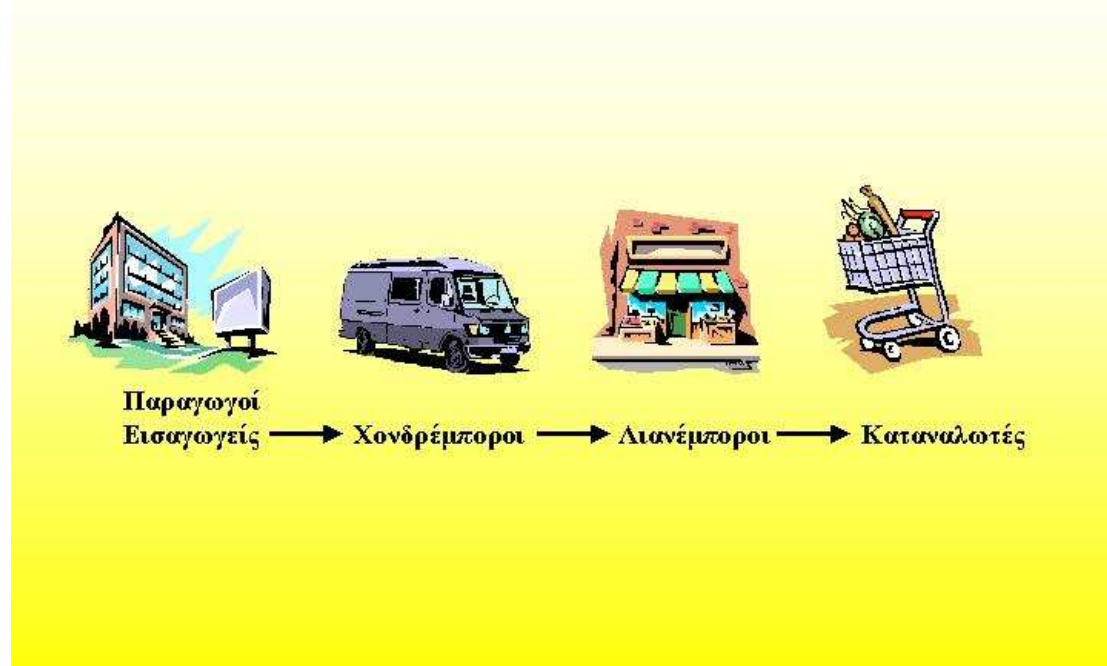 Παραγωγοί
Εισαγωγείς Χονδρέμποροι Λιανέμποροι Καταναλωτές